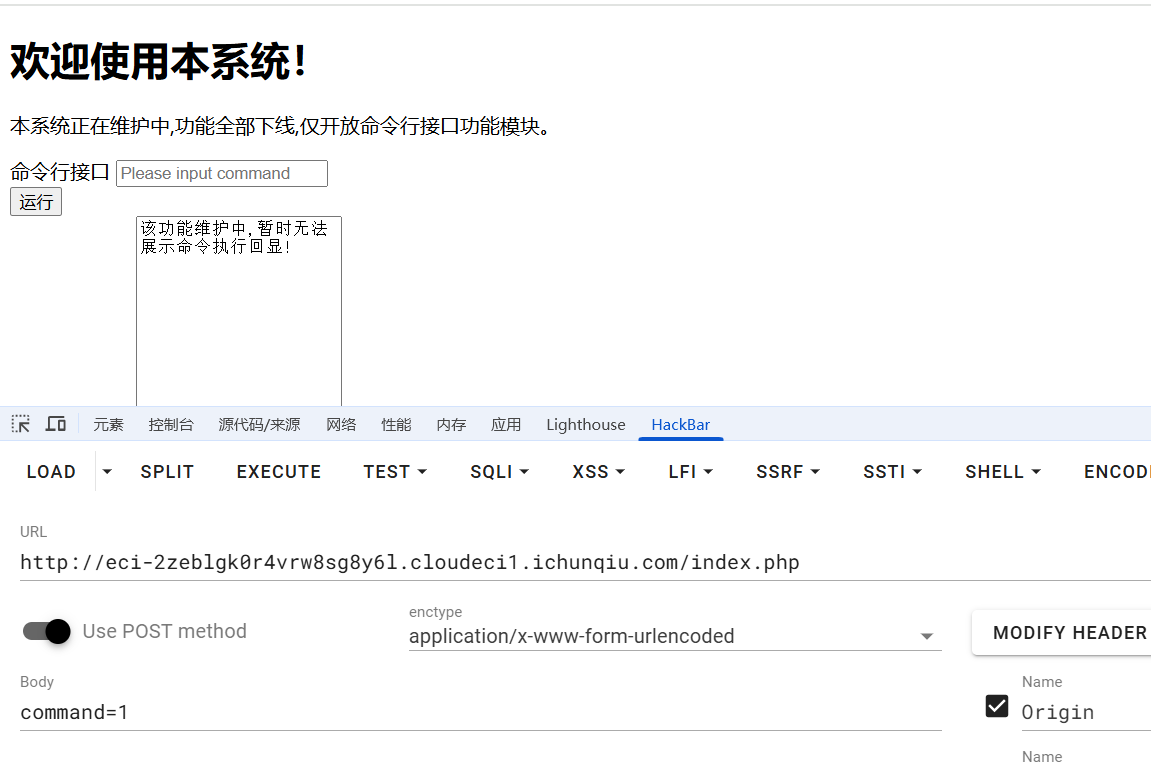 欢迎使用本系统!
本系统正在维护中,功能全部下线,仅开放命令行接口功能模块。
命令行接口 Please input command
运行
该功能维护中,暂时无法
展示命令执行回显!
元素 控制台 源代码/来源 网络 性能 内存 应用 Lighthouse HackBar
LOAD SPLIT EXECUTE TEST SQLI XSS LFI SSRF SSTI SHELL ENCODI
URL
http://eci-2zeblgk0r4vrw8sg8y6l.cloudeci1.ichunqiu.com/index.php
Use POST method
enctype
application/x-www-form-urlencoded
MODIFY HEADER
Body
command=1
Name
Origin
Name